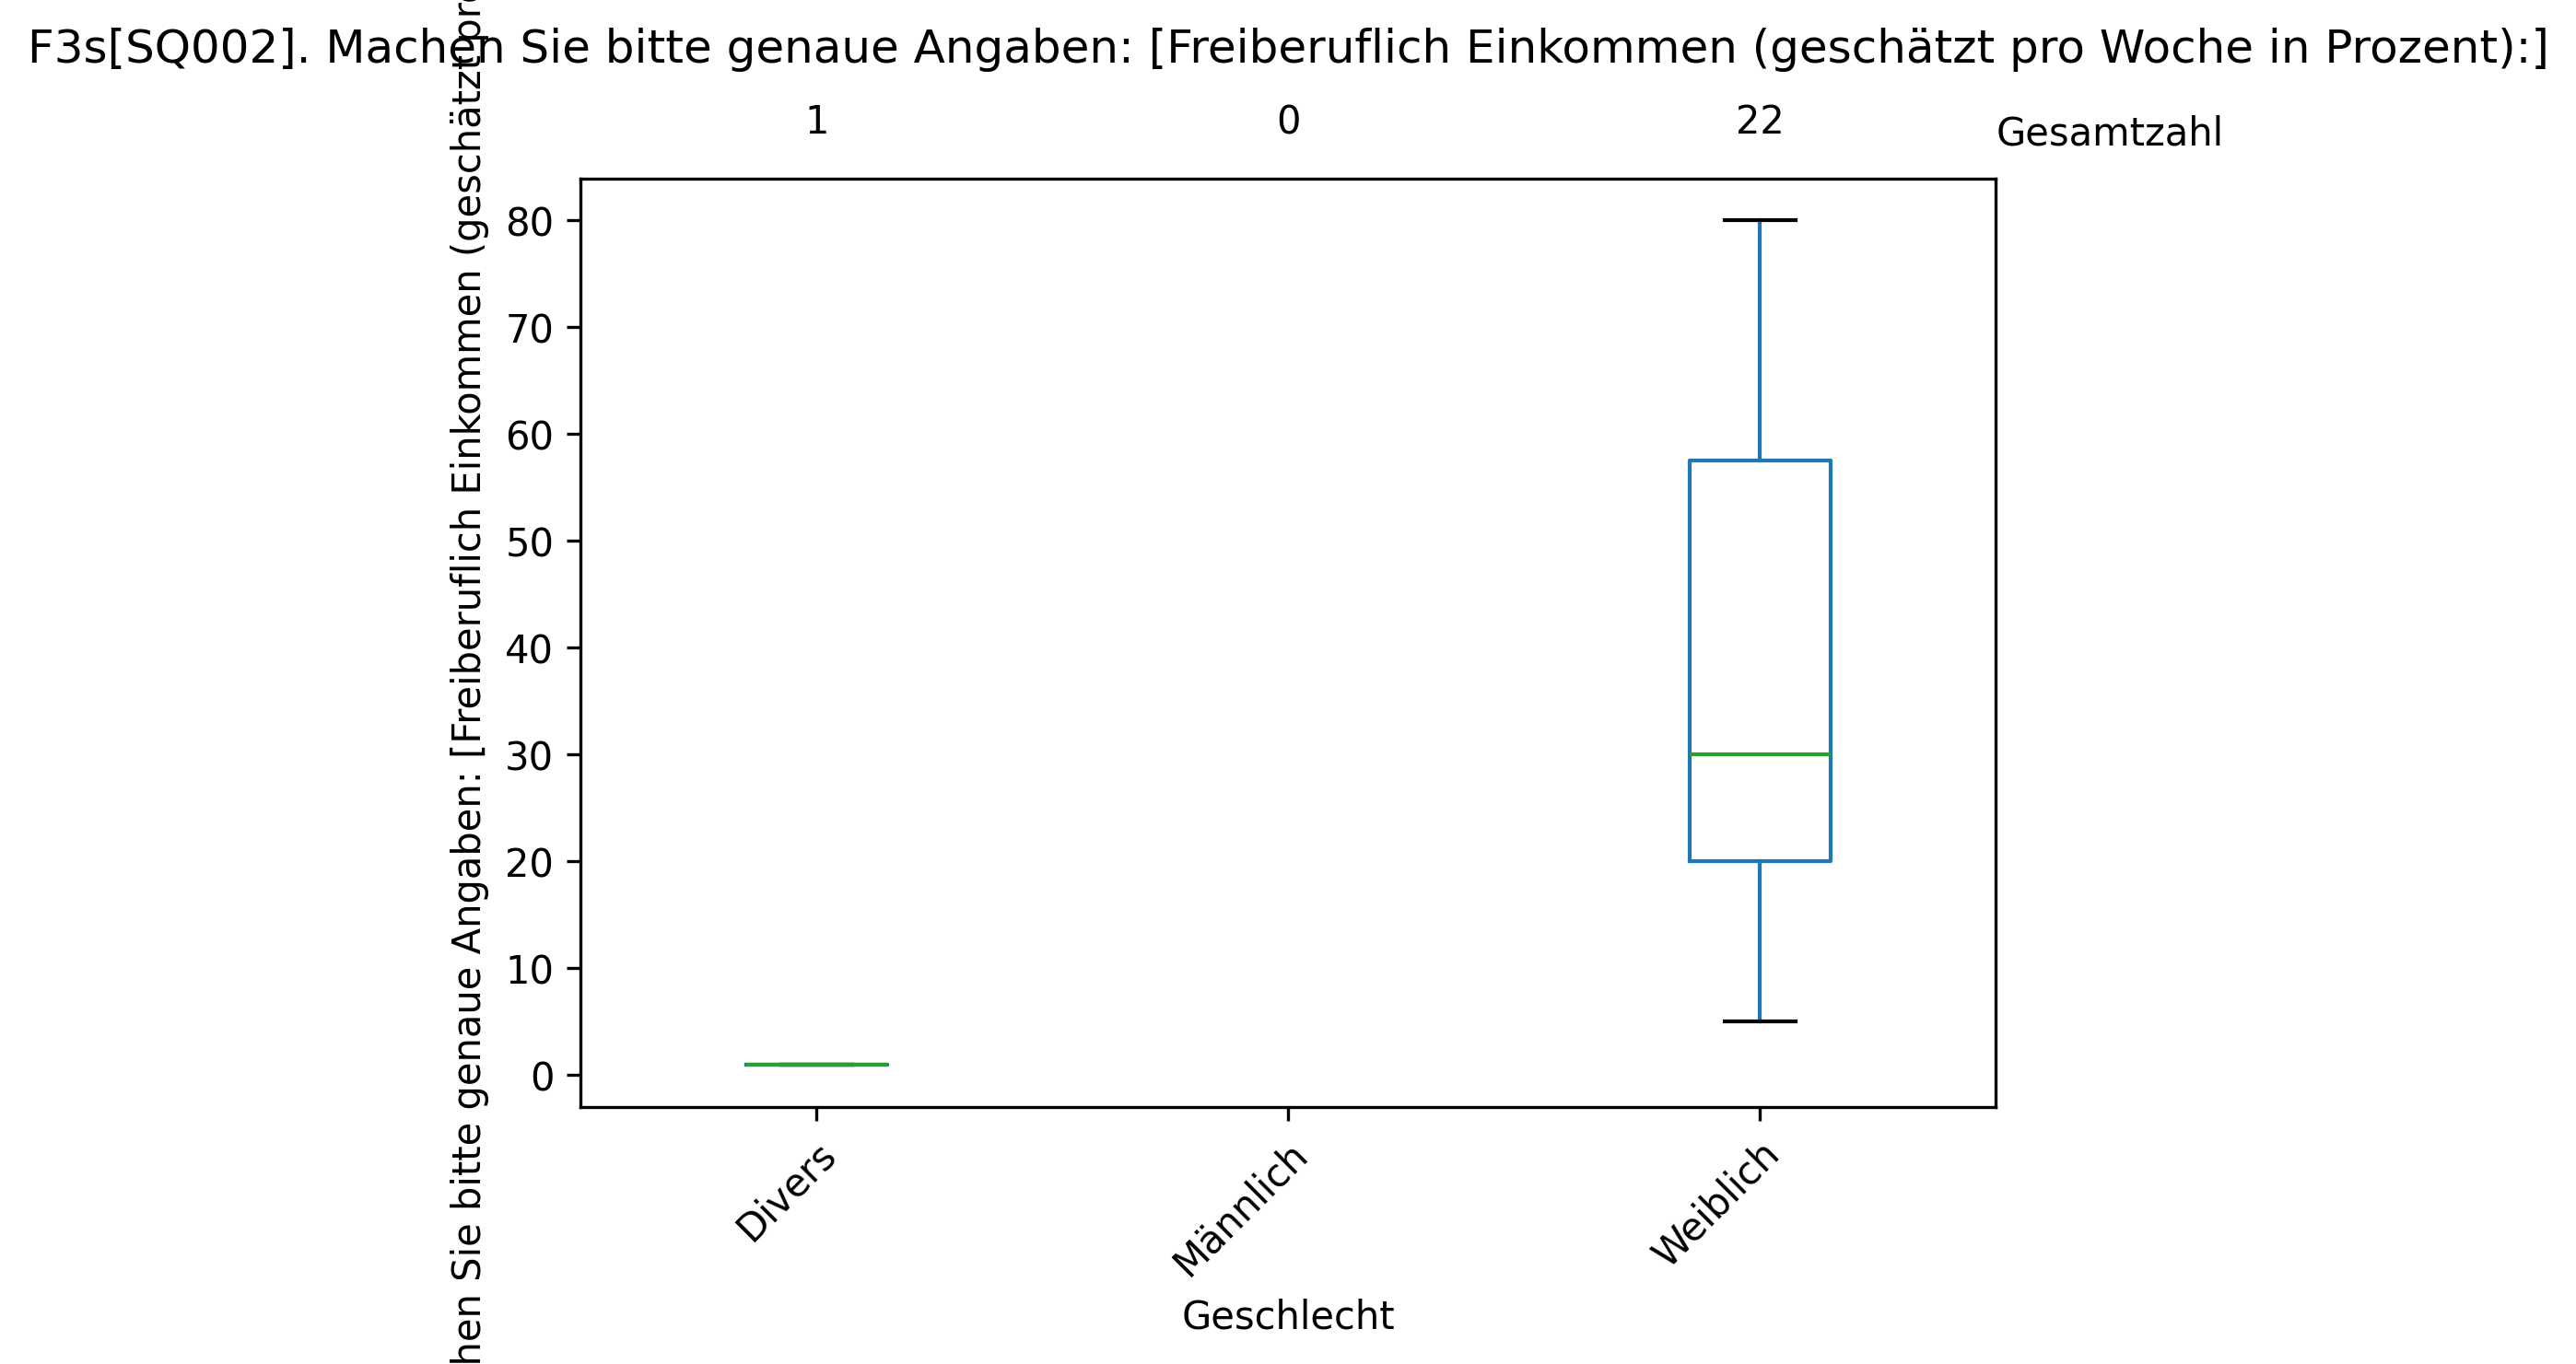 F3s[SQ002]. Machen Sie bitte genaue Angaben: [Freiberuflich Einkommen (geschätzt pro Woche in Prozent):]
1 0 22 Gesamtzahl
hen Sie bitte genaue Angaben: [Freiberuflich Einkommen (geschätzt pro
80
70
60
50
40
30
20
10
0
Divers
Männlich
Weiblich
Geschlecht